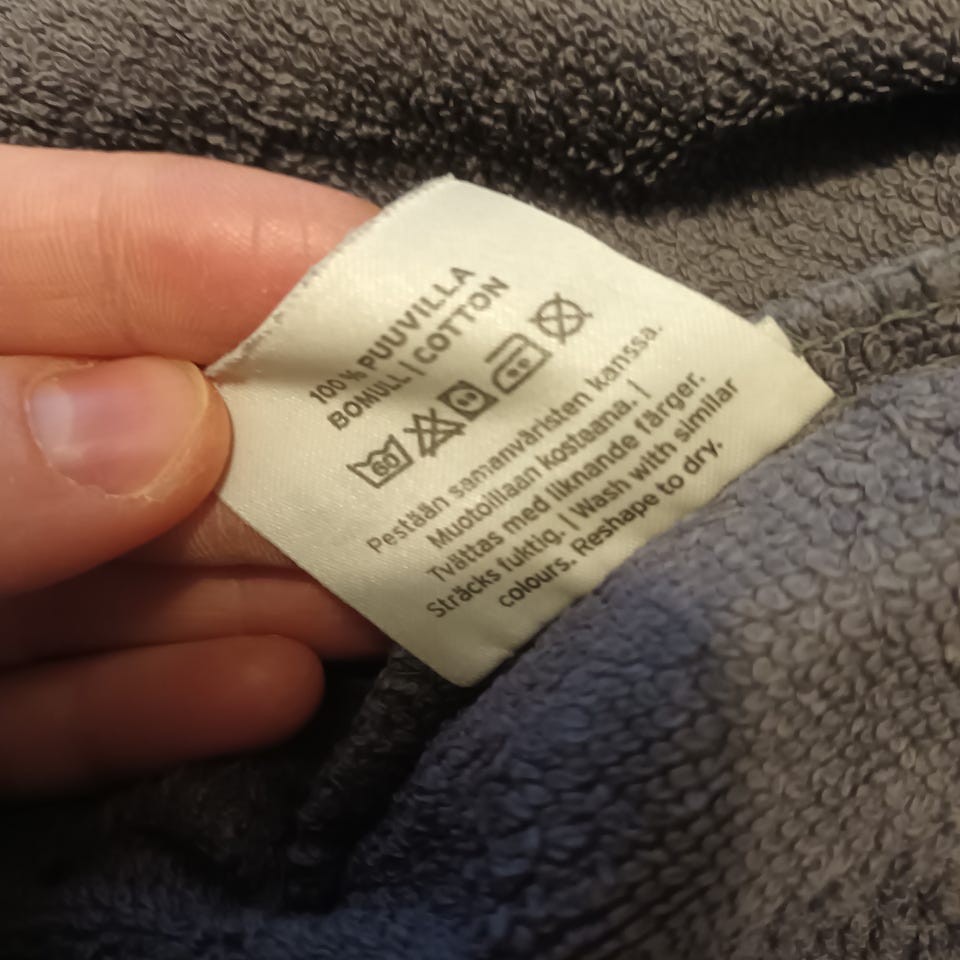 100 % PUUVILLA
BOMULL | COTTON
60
Pestään samanväristen kanssa.
Muotoillaan kosteana. |
Tvättas med liknande färger.
Sträcks fuktig. | Wash with similar
colours. Reshape to dry.